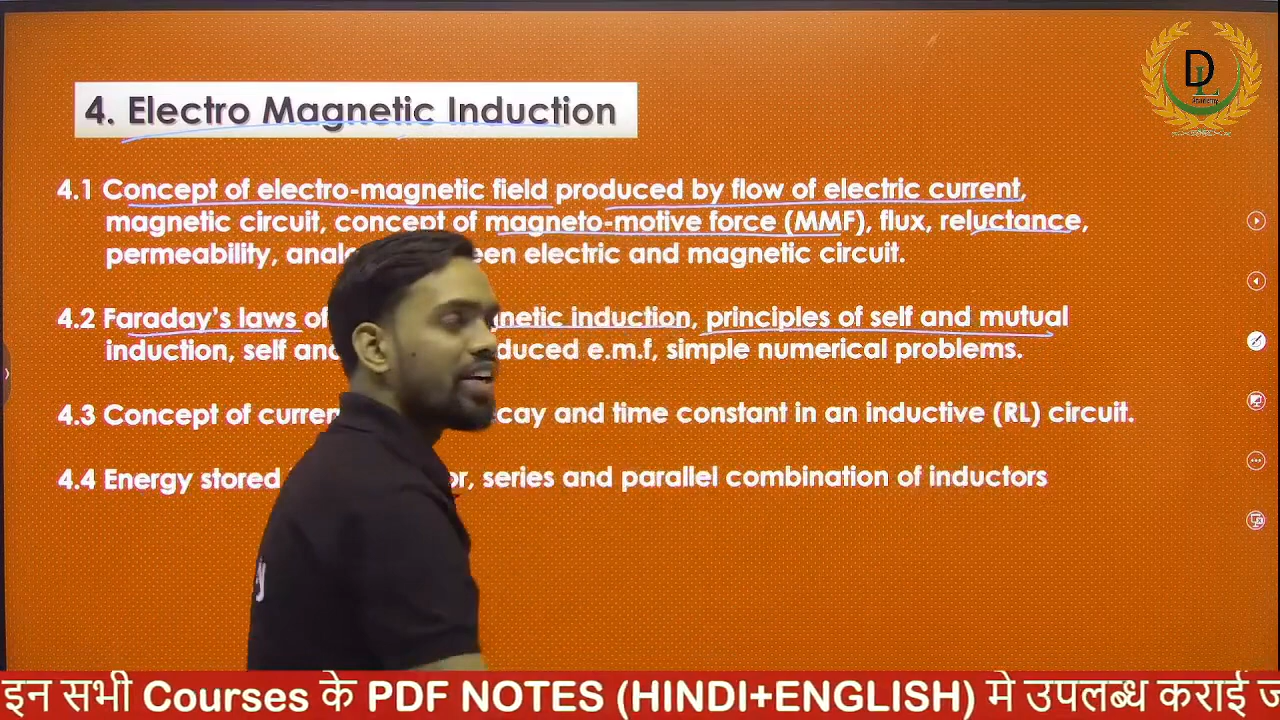 4. Electro Magnetic Induction
DL
Academy
4.1 Concept of electro-magnetic field produced by flow of electric current,
magnetic circuit, concept of magneto-motive force (MMF), flux, reluctance,
permeability, anal een electric and magnetic circuit.
4.2 Faraday's laws of netic induction, principles of self and mutual
induction, self and duced e.m.f, simple numerical problems.
4.3 Concept of curren cay and time constant in an inductive (RL) circuit.
4.4 Energy stored or, series and parallel combination of inductors
y
इन सभी Courses के PDF NOTES (HINDI+ENGLISH) मे उपलब्ध कराई ज